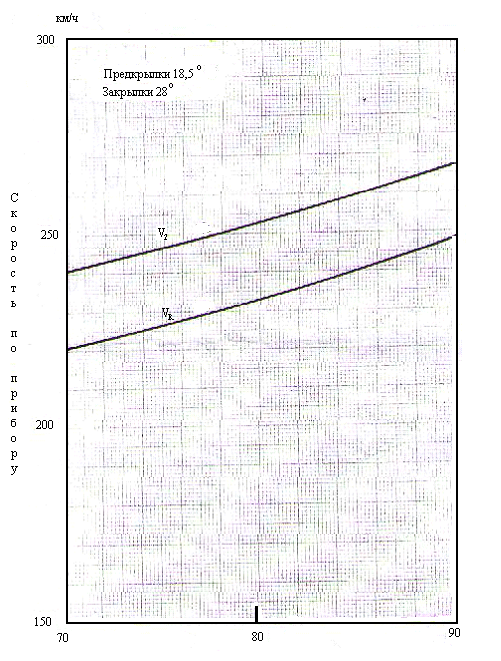 км/ч
300
Предкрылки 18,5°
Закрылки 28°
Скорость по прибору
V₂
250
Vк
200
150
70
80
90